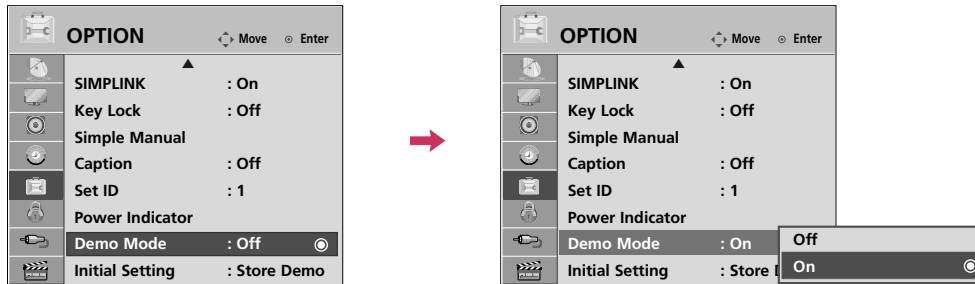 OPTION Move Enter
SIMPLINK : On
Key Lock : Off
Simple Manual
Caption : Off
Set ID : 1
Power Indicator
Demo Mode : Off
Initial Setting : Store Demo
OPTION Move Enter
SIMPLINK : On
Key Lock : Off
Simple Manual
Caption : Off
Set ID : 1
Power Indicator
Demo Mode : On
Initial Setting : Store
Off
On